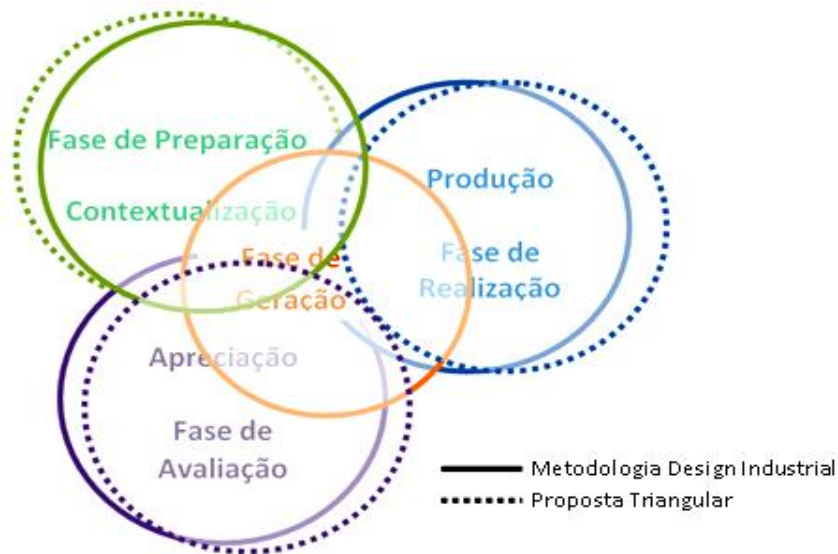 Fase de Preparação
Contextualização
Produção
Fase de
Realização
Fase de
Geração
Apreciação
Fase de
Avaliação
Metodologia Design Industrial
Proposta Triangular